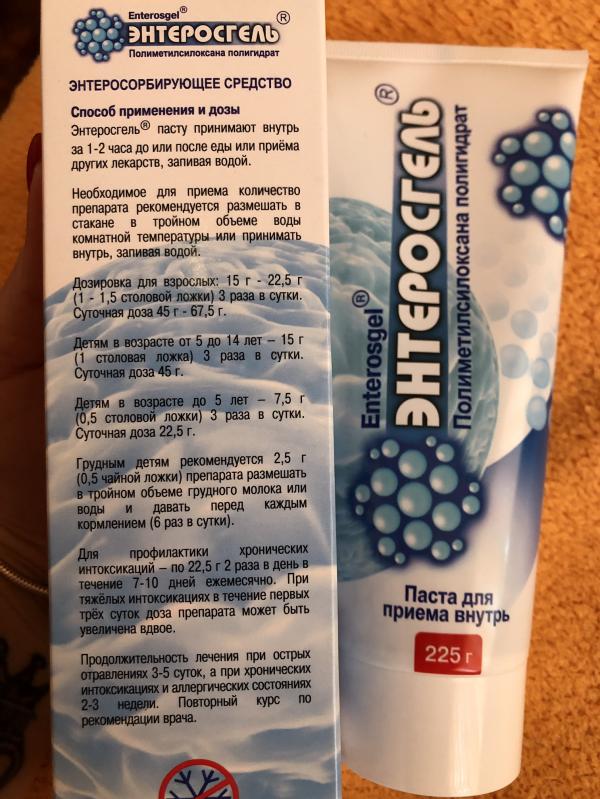 Enterosgel®
ЭНТЕРОСГЕЛЬ®
Полиметилсилоксана полигидрат
ЭНТЕРОСОРБИРУЮЩЕЕ СРЕДСТВО
Способ применения и дозы
Энтеросгель® пасту принимают внутрь
за 1-2 часа до или после еды или приёма
других лекарств, запивая водой.
Необходимое для приема количество
препарата рекомендуется размешать в
стакане в тройном объеме воды
комнатной температуры или принимать
внутрь, запивая водой.
Дозировка для взрослых: 15 г - 22,5 г
(1 - 1,5 столовой ложки) 3 раза в сутки.
Суточная доза 45 г - 67,5 г.
Детям в возрасте от 5 до 14 лет – 15 г
(1 столовая ложка) 3 раза в сутки.
Суточная доза 45 г.
Детям в возрасте до 5 лет – 7,5 г
(0,5 столовой ложки) 3 раза в сутки.
Суточная доза 22,5 г.
Грудным детям рекомендуется 2,5 г
(0,5 чайной ложки) препарата размешать
в тройном объеме грудного молока или
воды и давать перед каждым
кормлением (6 раз в сутки).
Для профилактики хронических
интоксикаций – по 22,5 г 2 раза в день в
течение 7-10 дней ежемесячно. При
тяжёлых интоксикациях в течение первых
трёх суток доза препарата может быть
увеличена вдвое.
Продолжительность лечения при острых
отравлениях 3-5 суток, а при хронических
интоксикациях и аллергических состояниях
2-3 недели. Повторный курс по
рекомендации врача.
Enterosgel®
ЭНТЕРОСГЕЛЬ®
Полиметилсилоксана полигидрат
Паста для
приема внутрь
225 г